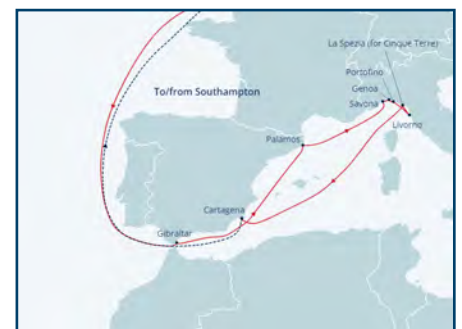 La Spezia (for Cinque Terre)
Portofino
Genoa
To/from Southampton
Savona
Livorno
Palamos
Cartagena
Gibraltar